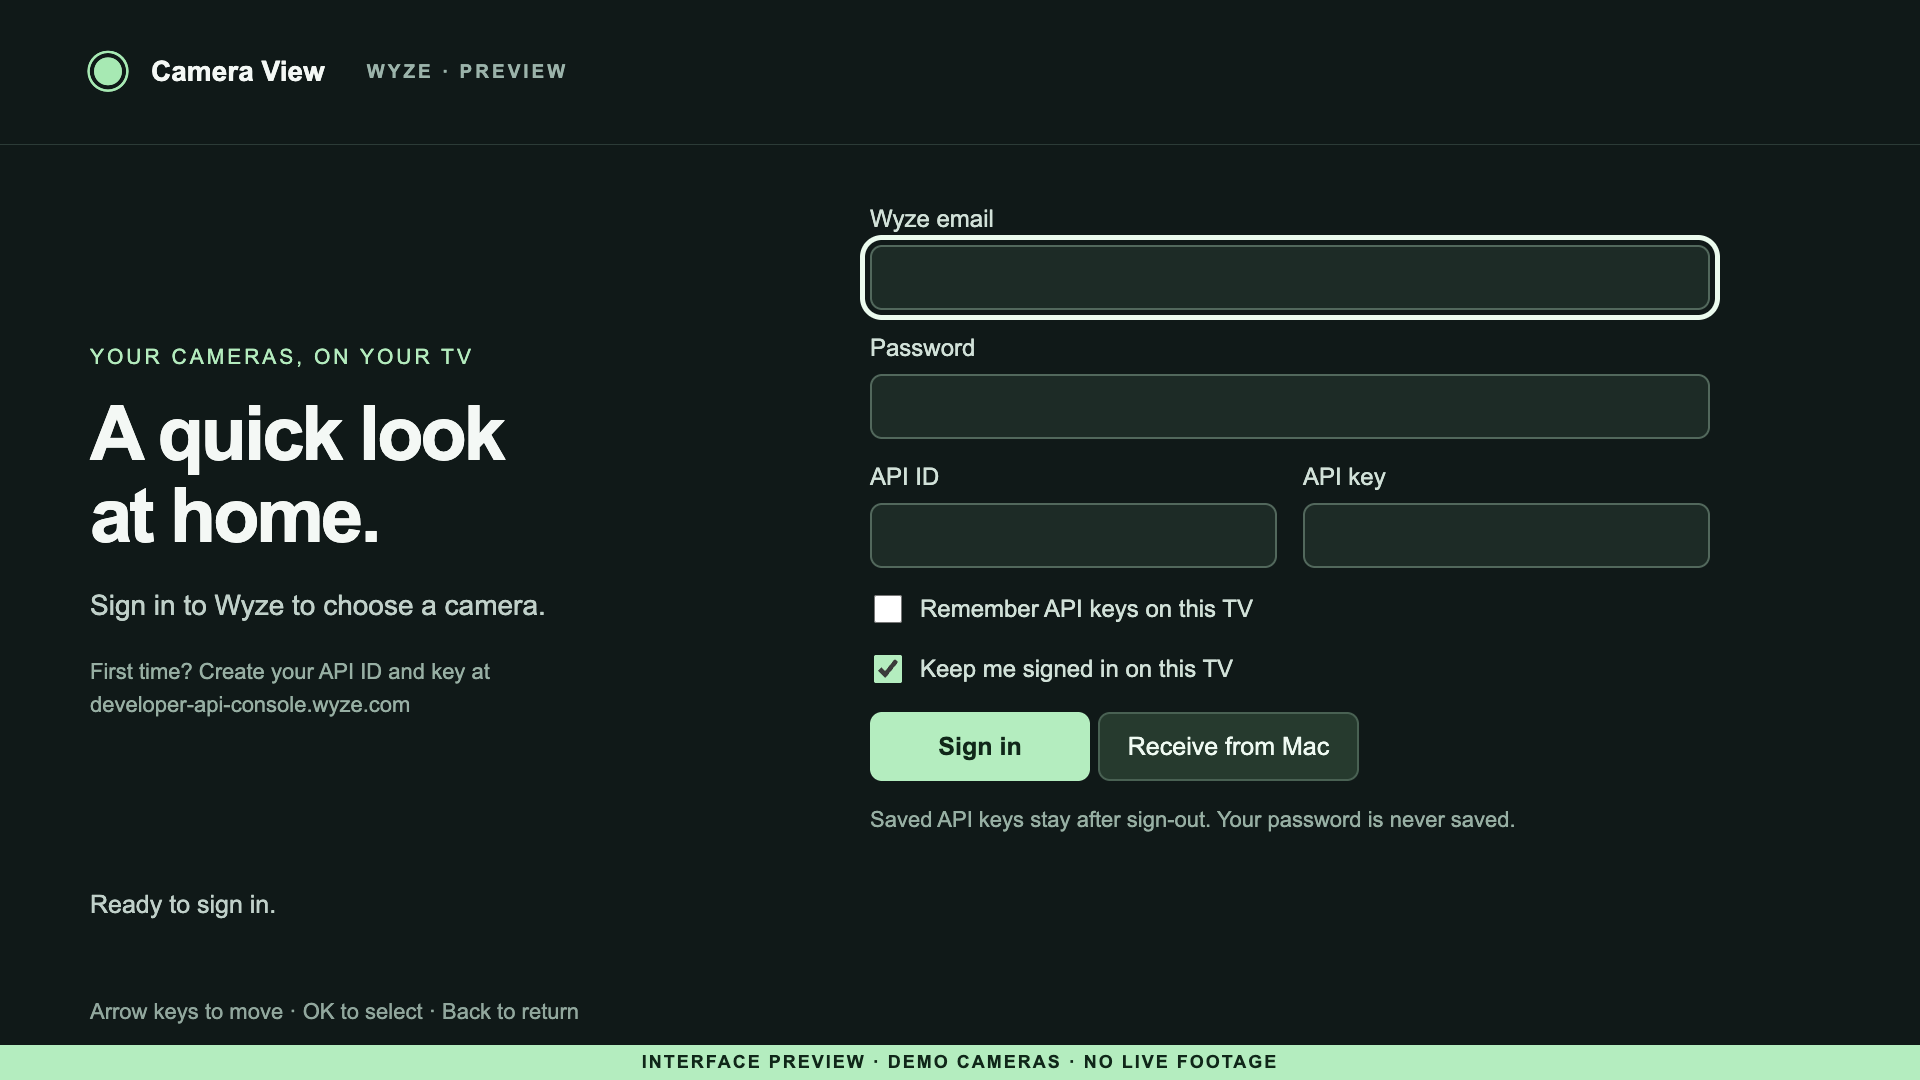 Camera View WYZE · PREVIEW
YOUR CAMERAS, ON YOUR TV
A quick look
at home.
Sign in to Wyze to choose a camera.
First time? Create your API ID and key at
developer-api-console.wyze.com
Wyze email
Password
API ID API key
Remember API keys on this TV
Keep me signed in on this TV
Sign in Receive from Mac
Saved API keys stay after sign-out. Your password is never saved.
Ready to sign in.
Arrow keys to move · OK to select · Back to return
INTERFACE PREVIEW · DEMO CAMERAS · NO LIVE FOOTAGE